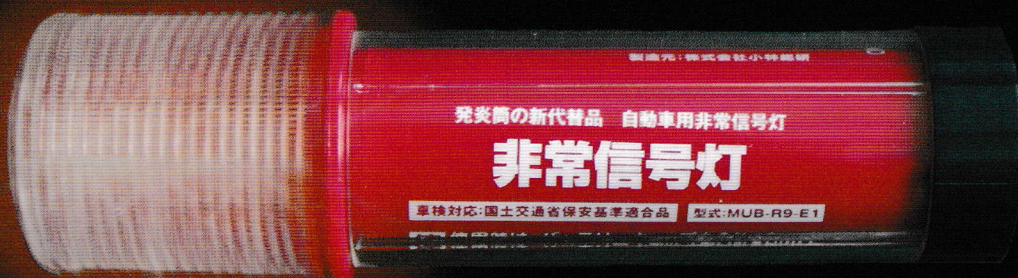 製造元：株式会社小林総研
発炎筒の新代替品　自動車用非常信号灯
非常信号灯
車検対応：国土交通省保安基準適合品　型式：MUB-R9-E1